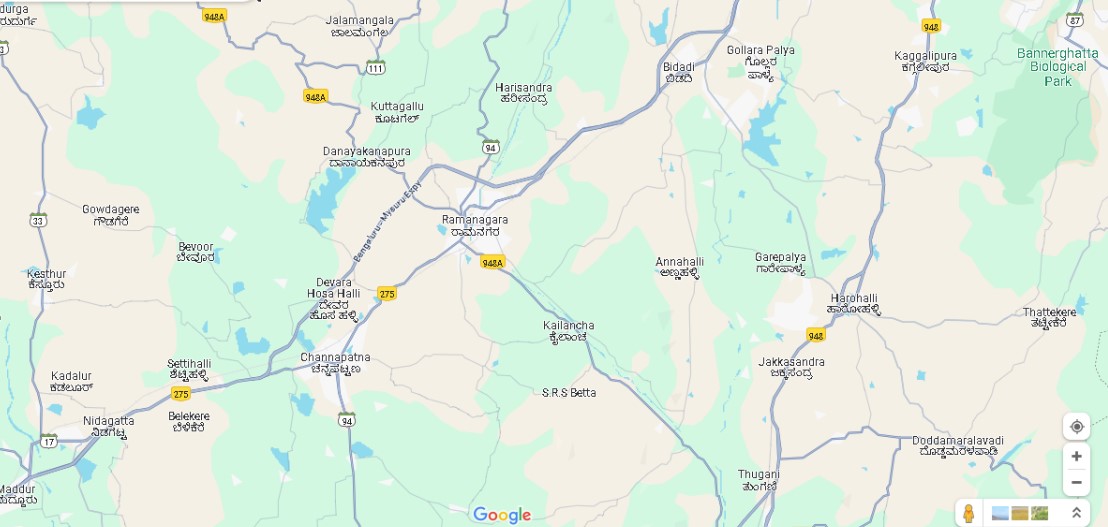 durga
ರುದುರ್ಗ
948A
Jalamangala
ಜಾಲಮಂಗಲ
111
948A
Harisandra
ಹರೀಸಂದ್ರ
Kuttagallu
ಕೂಟಗಲ್
94
Danayakanapura
ದಾನಾಯಕನಪುರ
Gollara Palya
ಗೊಲ್ಲರ
ಪಾಳ್ಯ
Bidadi
ಬಿಡದಿ
948
Kaggalipura
ಕಗ್ಗಲೀಪುರ
87
Bannerghatta
Biological
Park
33
Gowdagere
ಗೌಡಗೆರೆ
Bevoor
ಬೇವೂರ
Bengaluru-Mysuru Expy
Ramanagara
ರಾಮನಗರ
948A
Kesthur
ಕೆಸ್ತೂರು
Devara
Hosa Halli
ದೇವರ
ಹೊಸ ಹಳ್ಳಿ
275
Annahalli
ಅಣ್ಣಹಳ್ಳಿ
Garepalya
ಗಾರೇಪಾಳ್ಯ
Harohalli
ಹಾರೋಹಳ್ಳಿ
948
Thattekere
ತಟ್ಟೇಕೆರೆ
Kailancha
ಕೈಲಾಂಚ
Channapatna
ಚನ್ನಪಟ್ಟಣ
Settihalli
ಶೆಟ್ಟಿಹಳ್ಳಿ
275
Kadalur
ಕಡಲೂರ್
Jakkasandra
ಜಕ್ಕಸಂದ್ರ
S.R.S Betta
Belekere
ಬೆಳೆಕೆರೆ
94
Nidagatta
ನಿಡಗಟ್ಟ
17
Doddamaralavadi
ದೊಡ್ಡಮರಳವಾಡಿ
Thugani
ತುಂಗಣಿ
Maddur
ಮದ್ದೂರು
Google